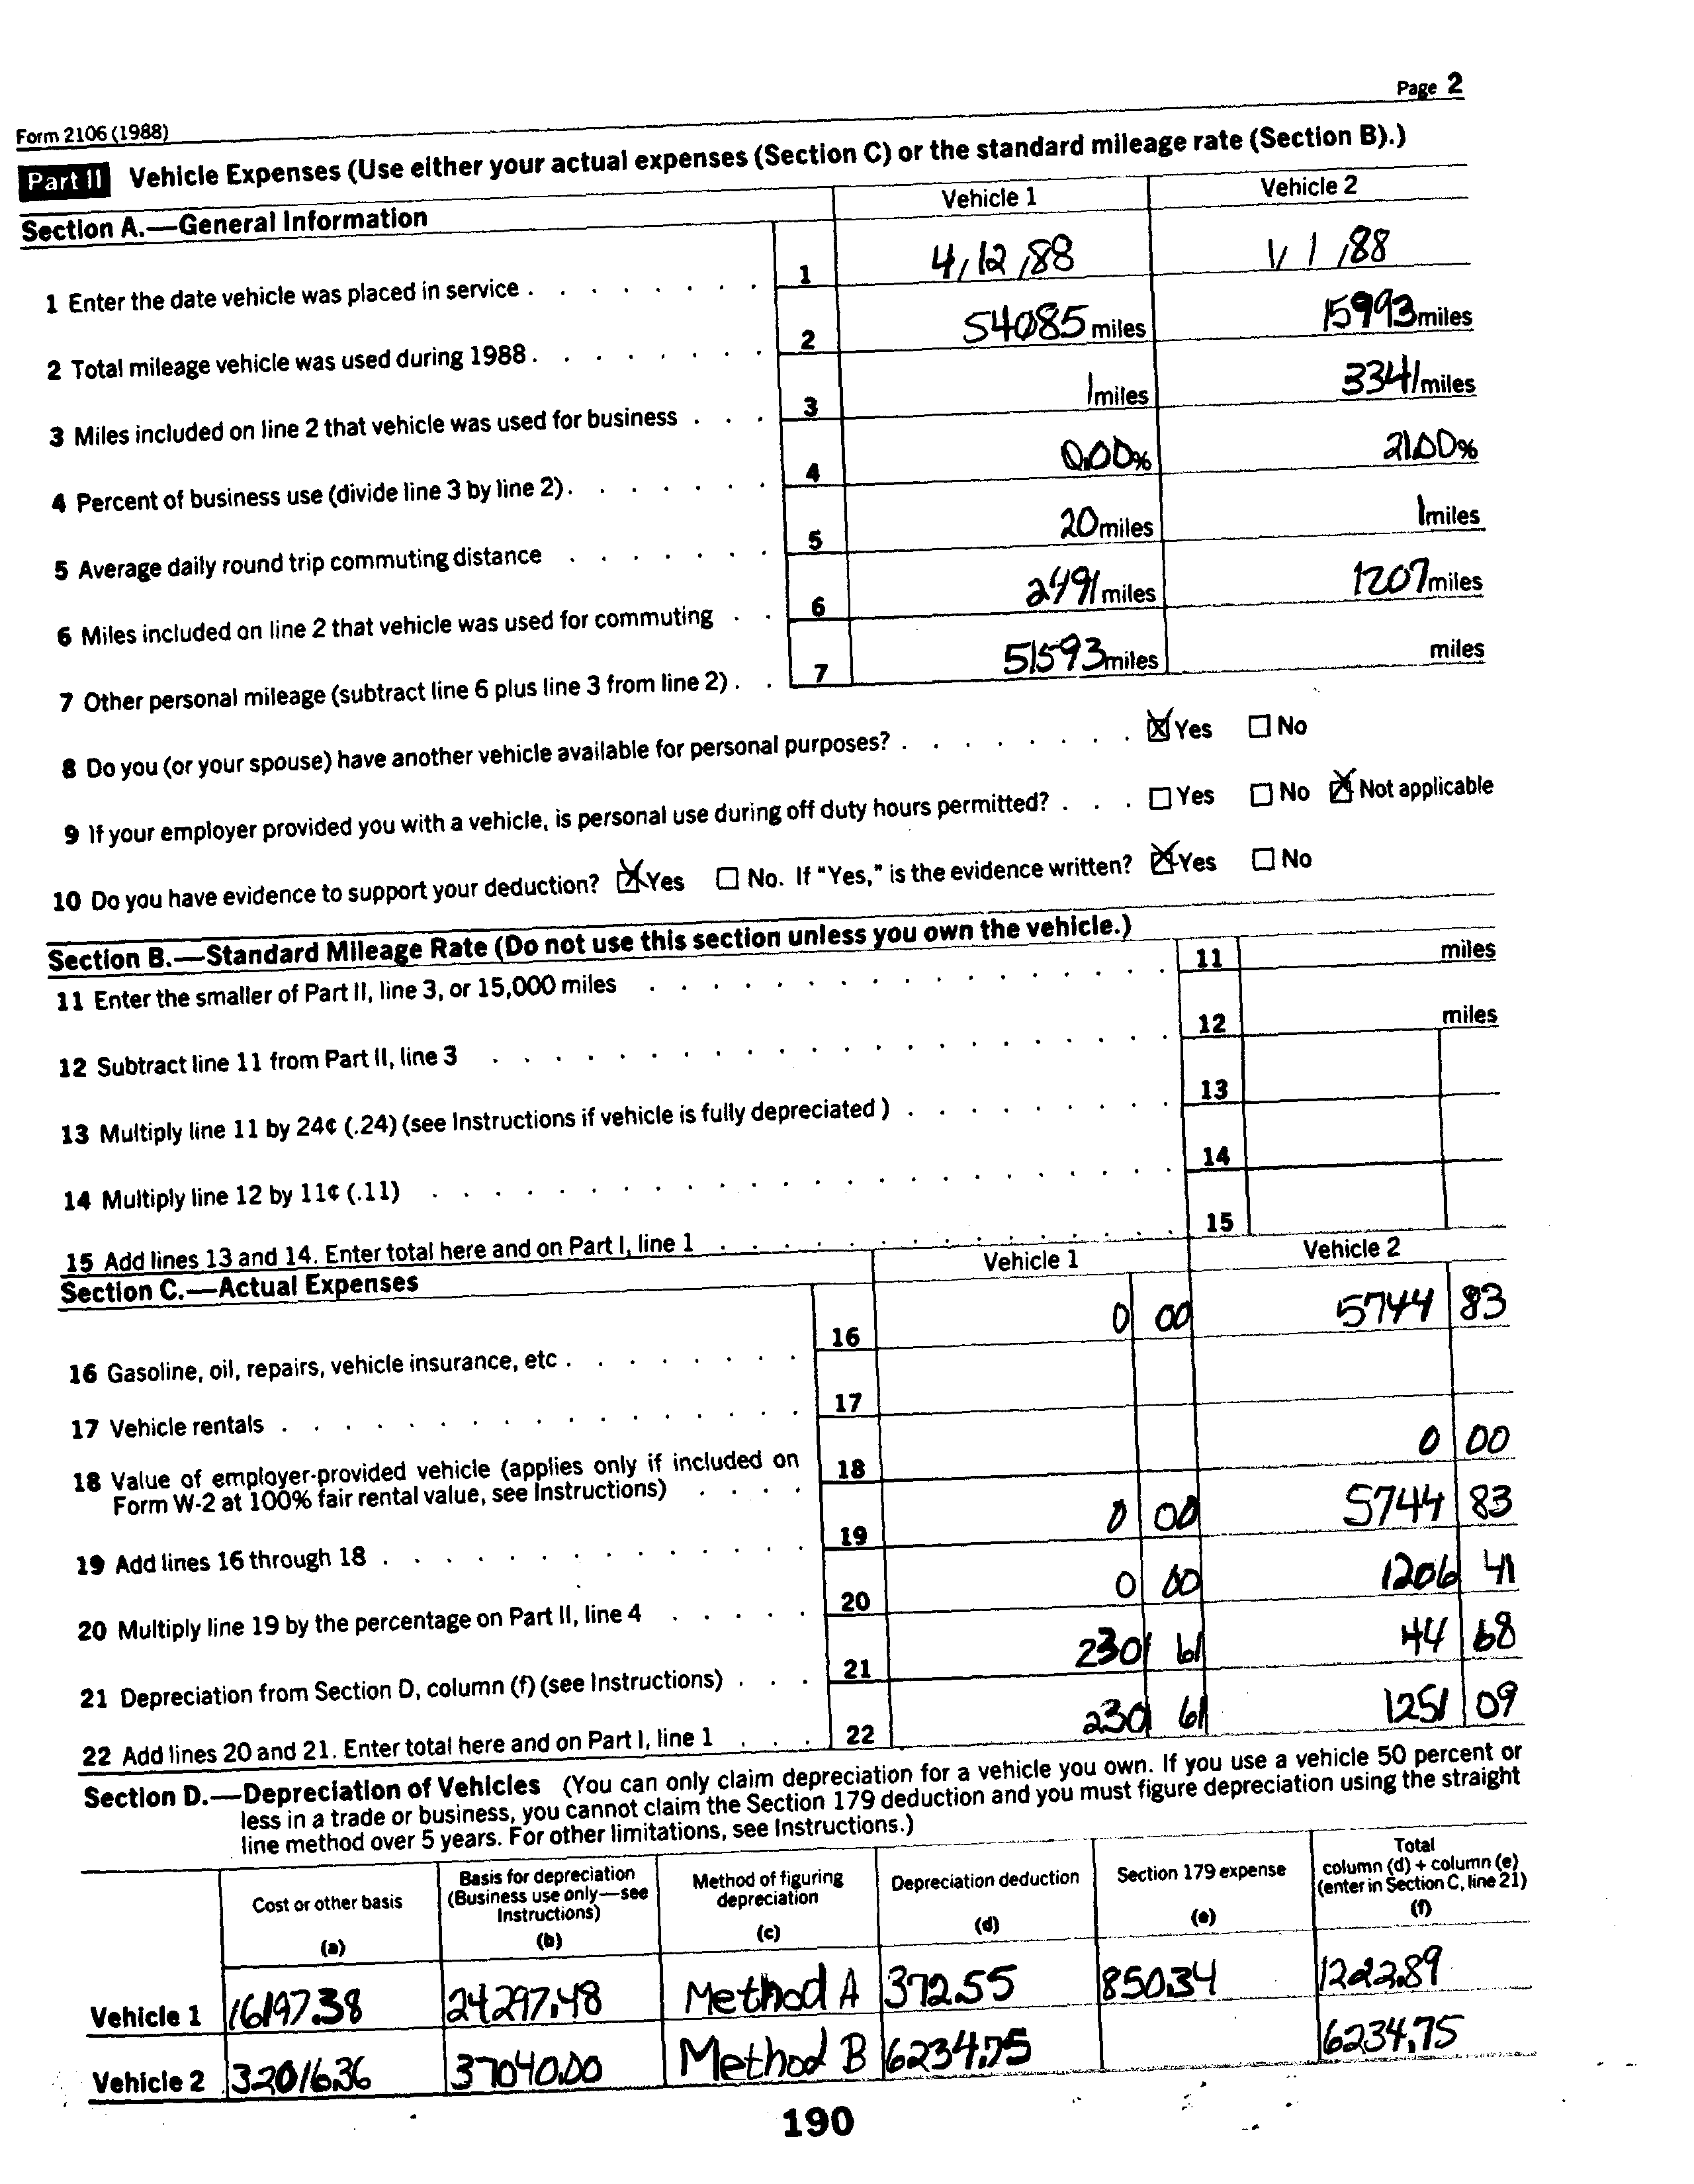 Page 2
Form 2106 (1988)
Part II Vehicle Expenses (Use either your actual expenses (Section C) or the standard mileage rate (Section B).)
Section A.—General Information Vehicle 1 Vehicle 2
1 Enter the date vehicle was placed in service . . . . . . . . 1 4/12/88 1/1/88
2 Total mileage vehicle was used during 1988 . . . . . . . . 2 54085 miles 15993 miles
3 Miles included on line 2 that vehicle was used for business . . . 3 1 miles 3341 miles
4 Percent of business use (divide line 3 by line 2) . . . . . . . 4 0.00% 21.00%
5 Average daily round trip commuting distance . . . . . . . 5 20 miles 1 miles
6 Miles included on line 2 that vehicle was used for commuting . . 6 2491 miles 1207 miles
7 Other personal mileage (subtract line 6 plus line 3 from line 2) . . 7 51593 miles miles
8 Do you (or your spouse) have another vehicle available for personal purposes? . . . . . . . . ☒ Yes ☐ No
9 If your employer provided you with a vehicle, is personal use during off duty hours permitted? . . . ☐ Yes ☐ No ☒ Not applicable
10 Do you have evidence to support your deduction? ☒ Yes ☐ No. If "Yes," is the evidence written? ☒ Yes ☐ No
Section B.—Standard Mileage Rate (Do not use this section unless you own the vehicle.)
11 Enter the smaller of Part II, line 3, or 15,000 miles . . . . . . . . . . . . . . . . 11 miles
12 Subtract line 11 from Part II, line 3 . . . . . . . . . . . . . . . . . . . . . 12 miles
13 Multiply line 11 by 24¢ (.24) (see Instructions if vehicle is fully depreciated) . . . . . . . . . 13
14 Multiply line 12 by 11¢ (.11) . . . . . . . . . . . . . . . . . . . . . . . 14
15 Add lines 13 and 14. Enter total here and on Part I, line 1 . . . . . . . . . . . . . . . 15
Section C.—Actual Expenses Vehicle 1 Vehicle 2
16 Gasoline, oil, repairs, vehicle insurance, etc . . . . . . . . 16 0 00 5744 83
17 Vehicle rentals . . . . . . . . . . . . . . . . . 17
18 Value of employer-provided vehicle (applies only if included on
Form W-2 at 100% fair rental value, see Instructions) . . . . 18 0 00
19 Add lines 16 through 18 . . . . . . . . . . . . . . 19 0 00 5744 83
20 Multiply line 19 by the percentage on Part II, line 4 . . . . . 20 0 00 1206 41
21 Depreciation from Section D, column (f) (see Instructions) . . . 21 230 61 44 68
22 Add lines 20 and 21. Enter total here and on Part I, line 1 . . . 22 230 61 1251 09
Section D.—Depreciation of Vehicles (You can only claim depreciation for a vehicle you own. If you use a vehicle 50 percent or
less in a trade or business, you cannot claim the Section 179 deduction and you must figure depreciation using the straight
line method over 5 years. For other limitations, see Instructions.)
Cost or other basis (a) Basis for depreciation (Business use only—see Instructions) (b) Method of figuring depreciation (c) Depreciation deduction (d) Section 179 expense (e) Total column (d) + column (e) (enter in Section C, line 21) (f)
Vehicle 1 16197.38 24297.48 Method A 372.55 850.34 1222.89
Vehicle 2 32016.36 37040.00 Method B 6234.75 6234.75
190